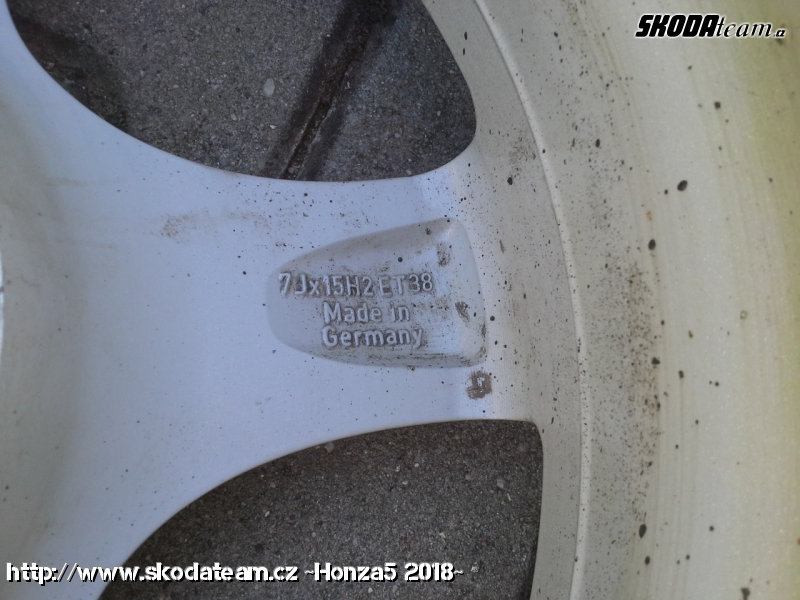 SKODAteam.cz
7Jx15H2 ET38
Made in
Germany
http://www.skodateam.cz ~Honza5 2018~